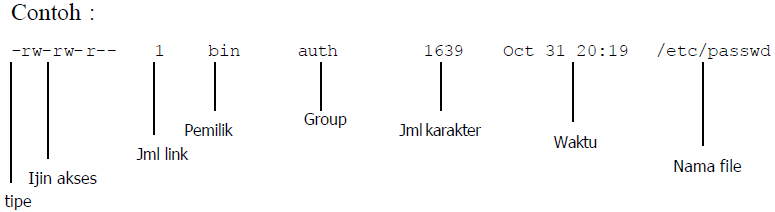 Contoh :
-rw-rw-r-- 1 bin auth 1639 Oct 31 20:19 /etc/passwd
Pemilik Group Jml karakter Waktu
Jml link Nama file
Ijin akses
tipe